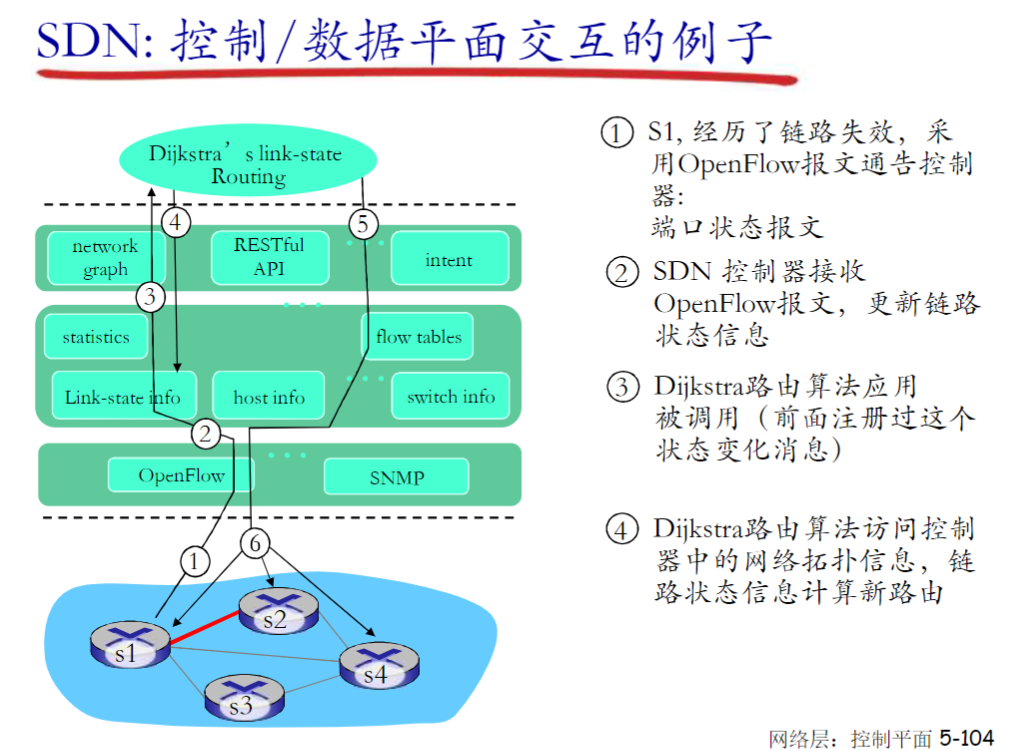 SDN: 控制/数据平面交互的例子
Dijkstra’s link-state
Routing
④
⑤
network
graph
RESTful
API
intent
③
statistics
flow tables
Link-state info
host info
switch info
②
OpenFlow
SNMP
①
⑥
s1
s2
s3
s4
① S1, 经历了链路失效，采
用OpenFlow报文通告控制
器:
端口状态报文
② SDN 控制器接收
OpenFlow报文，更新链路
状态信息
③ Dijkstra路由算法应用
被调用（前面注册过这个
状态变化消息）
④ Dijkstra路由算法访问控制
器中的网络拓扑信息，链
路状态信息计算新路由
网络层：控制平面 5-104